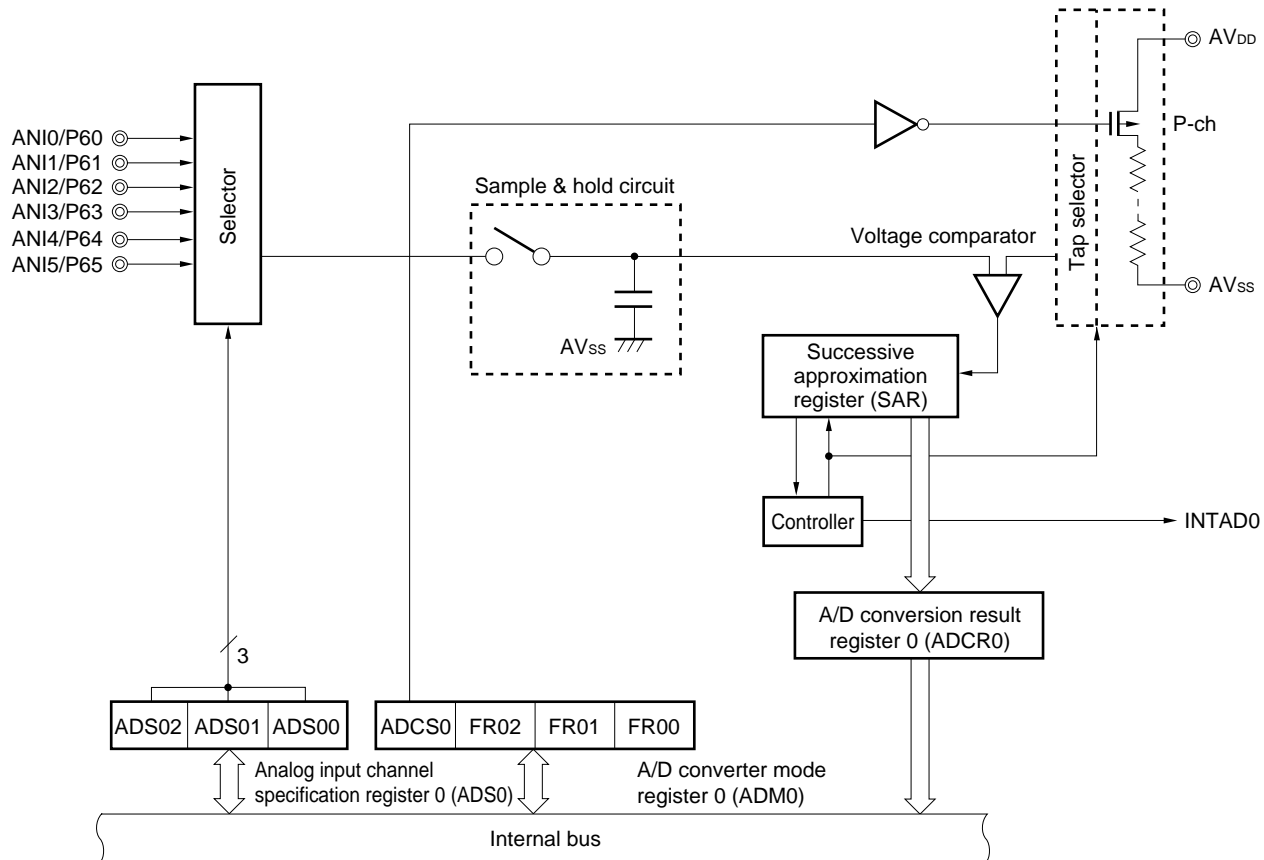 AVDD
P-ch
ANI0/P60
ANI1/P61
ANI2/P62
ANI3/P63
ANI4/P64
ANI5/P65
Selector
Sample & hold circuit
AVSS
Voltage comparator
Tap selector
AVSS
Successive
approximation
register (SAR)
Controller
INTAD0
A/D conversion result
register 0 (ADCR0)
3
ADS02 ADS01 ADS00
ADCS0 FR02 FR01 FR00
Analog input channel
specification register 0 (ADS0)
A/D converter mode
register 0 (ADM0)
Internal bus